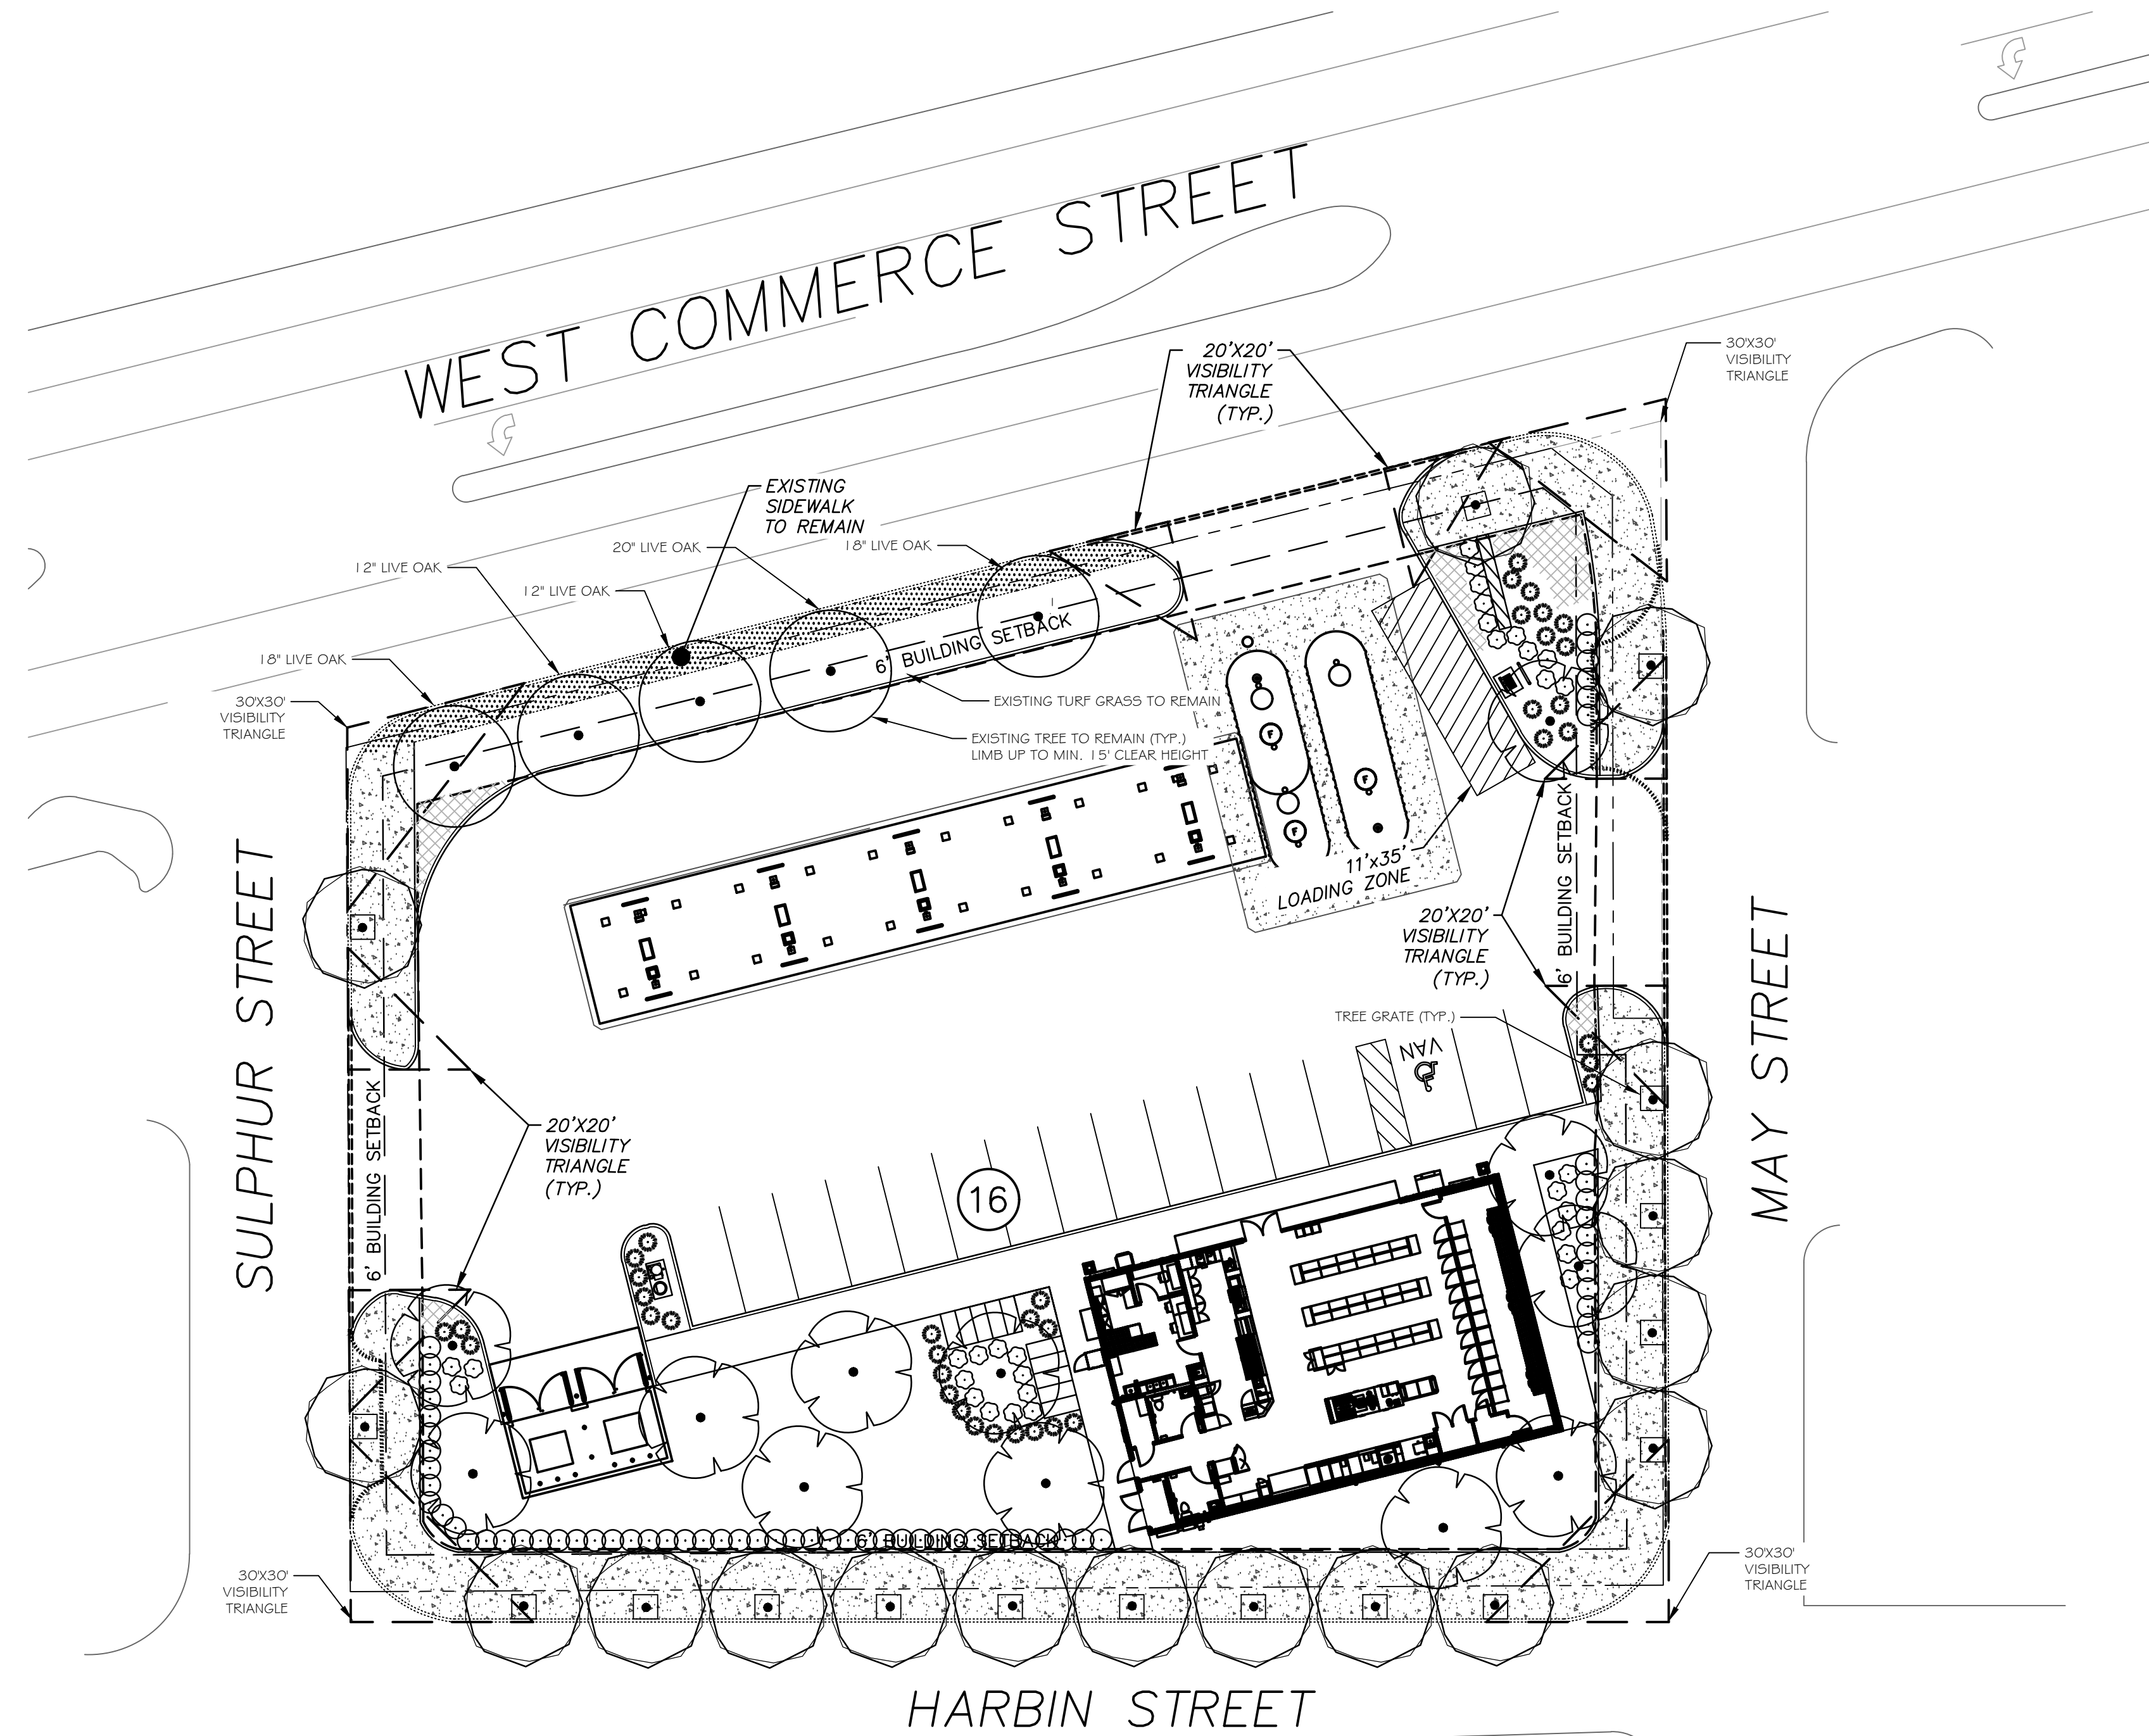 WEST COMMERCE STREET
20'X20'
VISIBILITY
TRIANGLE
(TYP.)
30'X30'
VISIBILITY
TRIANGLE
EXISTING
SIDEWALK
TO REMAIN
18" LIVE OAK
20" LIVE OAK
12" LIVE OAK
12" LIVE OAK
18" LIVE OAK
6' BUILDING SETBACK
30'X30'
VISIBILITY
TRIANGLE
EXISTING TURF GRASS TO REMAIN
EXISTING TREE TO REMAIN (TYP.)
LIMB UP TO MIN. 15' CLEAR HEIGHT
F
F
F
11'x35'
LOADING ZONE
6' BUILDING SETBACK
20'X20'
VISIBILITY
TRIANGLE
(TYP.)
SULPHUR STREET
MAY STREET
TREE GRATE (TYP.)
VAN
6' BUILDING SETBACK
20'X20'
VISIBILITY
TRIANGLE
(TYP.)
16
6' BUILDING SETBACK
30'X30'
VISIBILITY
TRIANGLE
30'X30'
VISIBILITY
TRIANGLE
HARBIN STREET